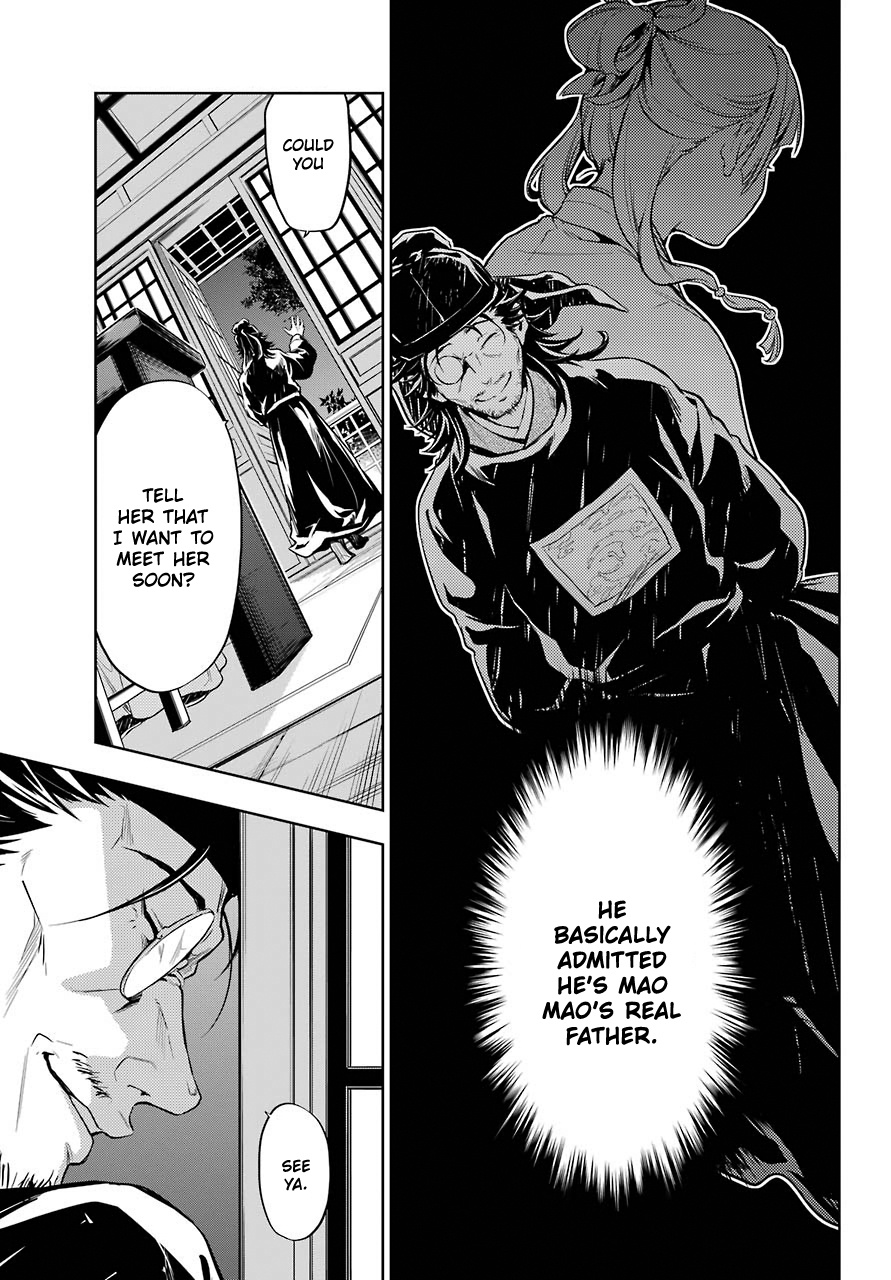 HE
BASICALLY
ADMITTED
HE'S MAO
MAO'S REAL
FATHER.
COULD
YOU
TELL
HER THAT
I WANT TO
MEET HER
SOON?
SEE
YA.